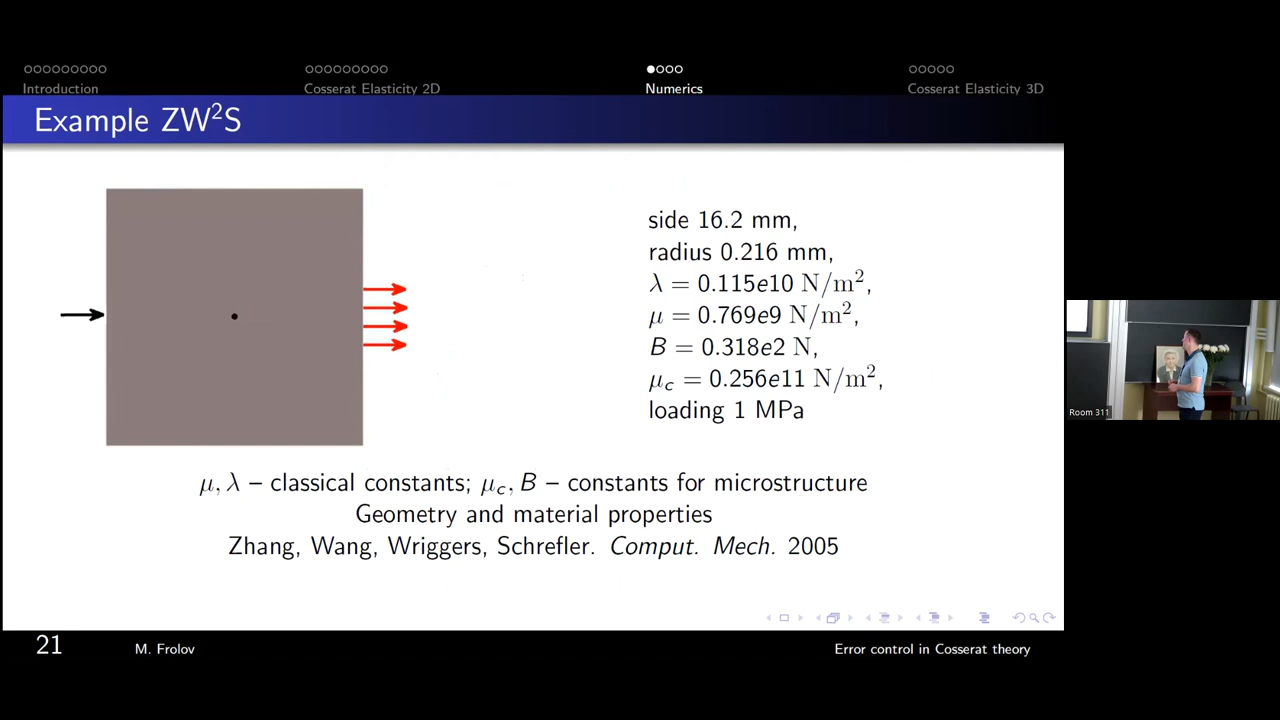 Introduction
Cosserat Elasticity 2D
Numerics
Cosserat Elasticity 3D
Example ZW²S
side 16.2 mm,
radius 0.216 mm,
λ = 0.115e10 N/m²,
μ = 0.769e9 N/m²,
B = 0.318e2 N,
μc = 0.256e11 N/m²,
loading 1 MPa
μ, λ – classical constants; μc, B – constants for microstructure
Geometry and material properties
Zhang, Wang, Wriggers, Schrefler. Comput. Mech. 2005
Room 311
21
M. Frolov
Error control in Cosserat theory